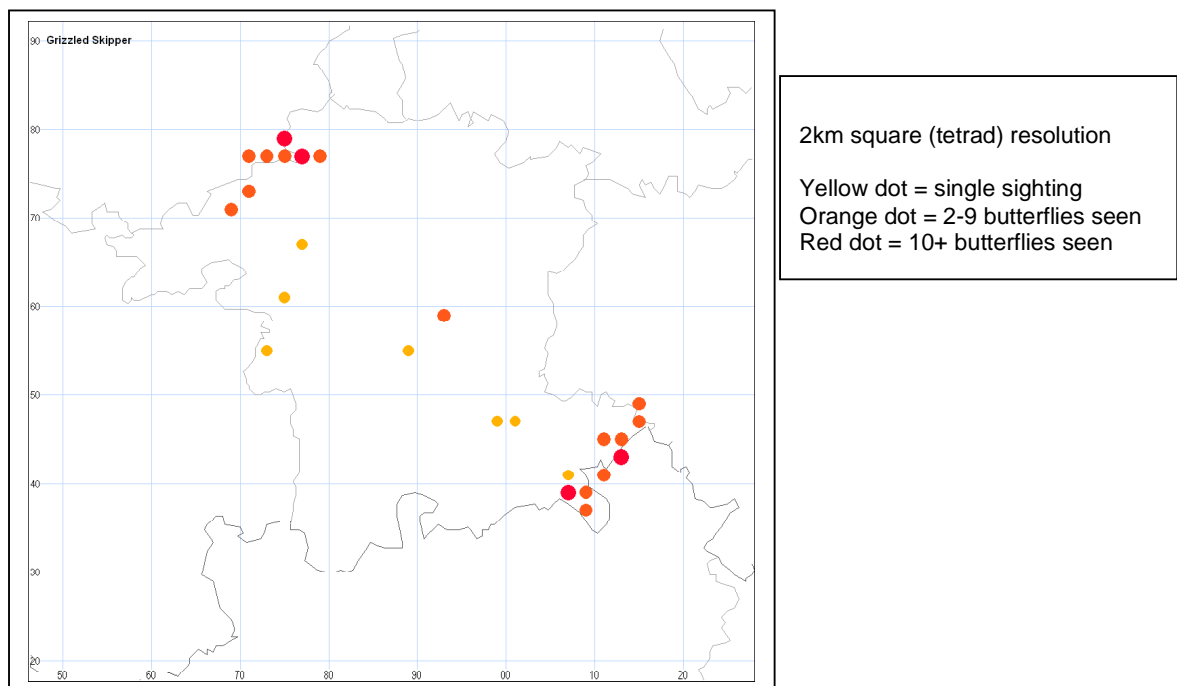 90 Grizzled Skipper
80
70
60
50
40
30
20
50 60 70 80 90 00 10 20
2km square (tetrad) resolution
Yellow dot = single sighting
Orange dot = 2-9 butterflies seen
Red dot = 10+ butterflies seen